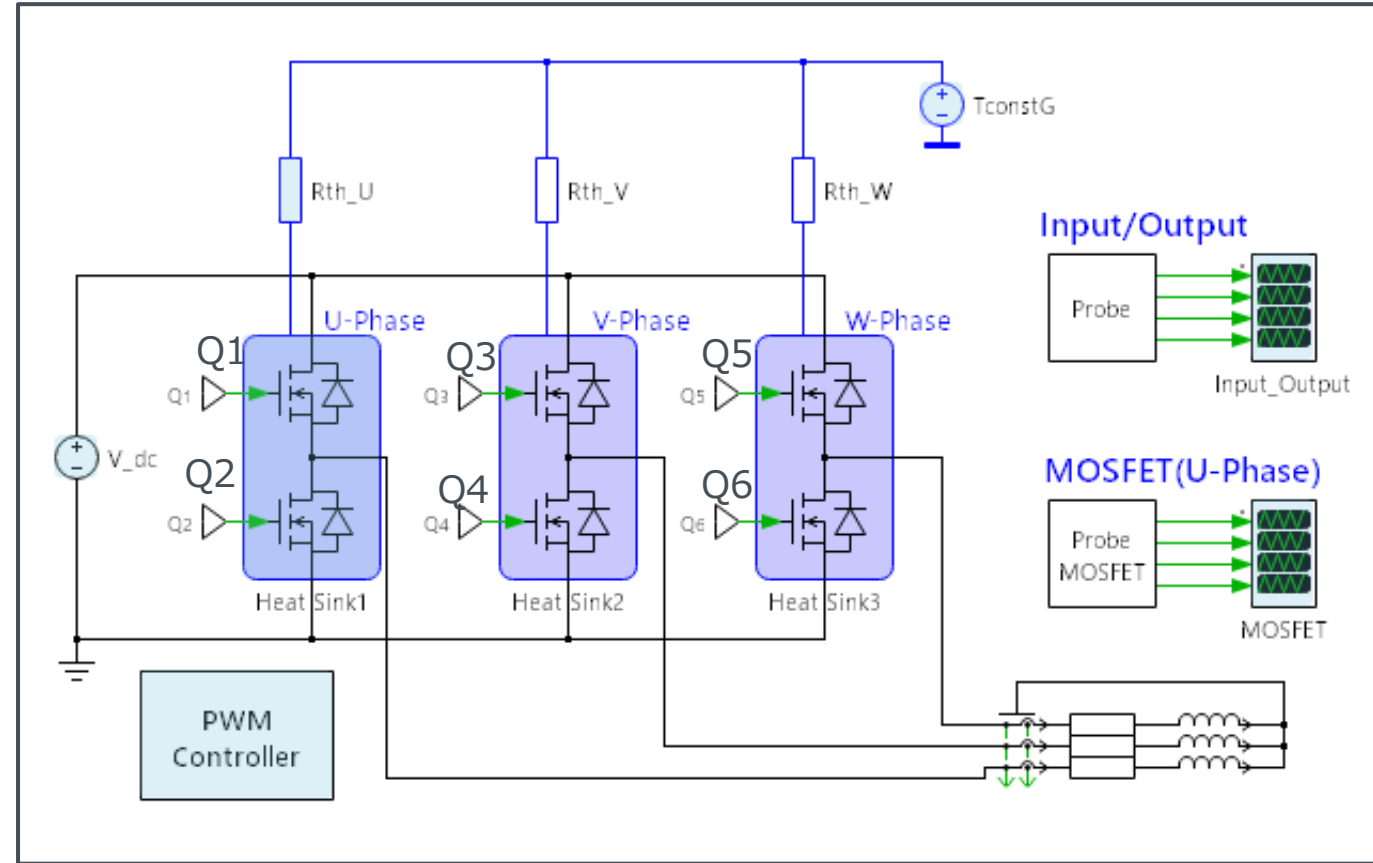 TconstG
Rth_U
Rth_V
Rth_W
Input/Output
Probe
Input_Output
U-Phase
V-Phase
W-Phase
Q1
Q3
Q5
Q1
Q3
Q5
V_dc
+
−
+
−
Q2
Q4
Q6
Q2
Q4
Q6
MOSFET(U-Phase)
Probe
MOSFET
MOSFET
Heat Sink1
Heat Sink2
Heat Sink3
PWM
Controller